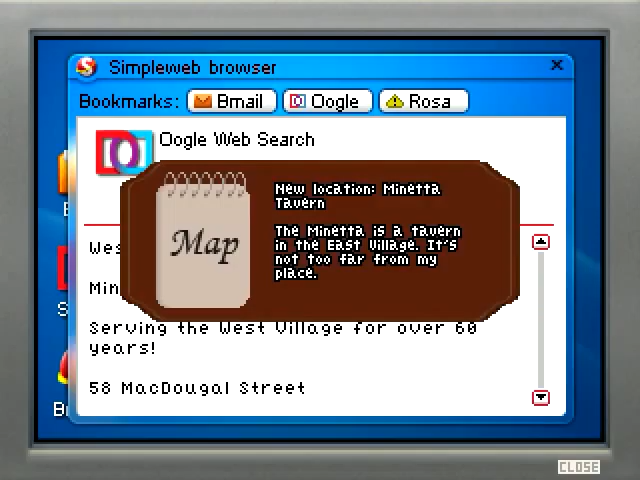 Simpleweb browser
Bookmarks: Bmail Oogle Rosa
Oogle Web Search
New location: Minetta
Tavern
The Minetta is a tavern
in the East Village. It's
not too far from my
place.
Map
Serving the West Village for over 60
years!
58 MacDougal Street
CLOSE